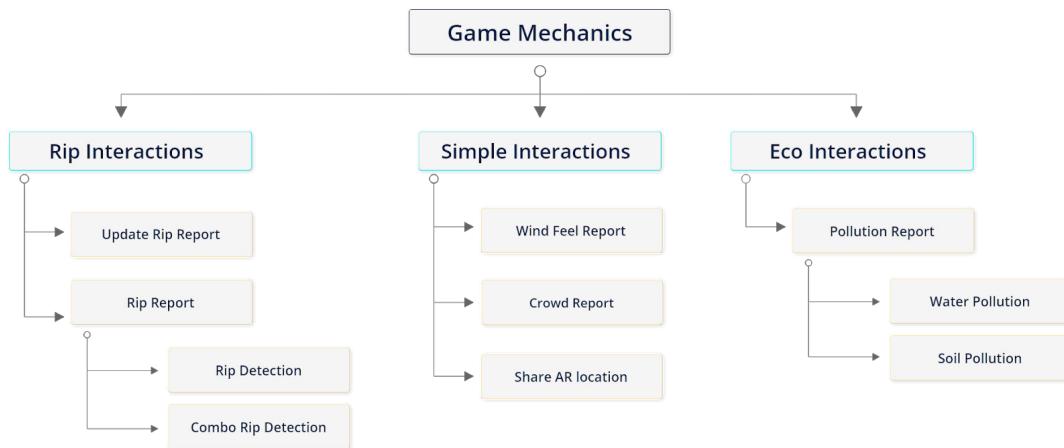 Game Mechanics
Rip Interactions
Update Rip Report
Rip Report
Rip Detection
Combo Rip Detection
Simple Interactions
Wind Feel Report
Crowd Report
Share AR location
Eco Interactions
Pollution Report
Water Pollution
Soil Pollution